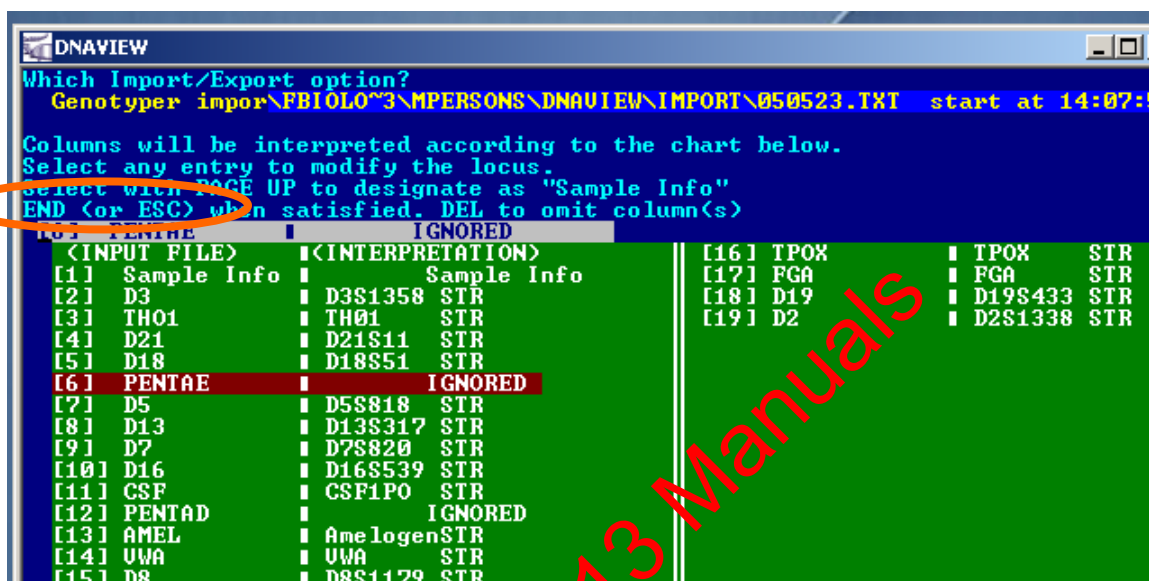 DNAVIEW
Which Import/Export option?
Genotyper impor\FBIOLO~3\MPERSONS\DNAVIEW\IMPORT\050523.TXT start at 14:07:
Columns will be interpreted according to the chart below.
Select any entry to modify the locus.
Select with PAGE UP to designate as "Sample Info"
END (or ESC) when satisfied. DEL to omit column(s)
[6] PENTAE IGNORED
<INPUT FILE> <INTERPRETATION>
[1] Sample Info Sample Info
[2] D3 D3S1358 STR
[3] THO1 TH01 STR
[4] D21 D21S11 STR
[5] D18 D18S51 STR
[6] PENTAE IGNORED
[7] D5 D5S818 STR
[8] D13 D13S317 STR
[9] D7 D7S820 STR
[10] D16 D16S539 STR
[11] CSF CSF1PO STR
[12] PENTAD IGNORED
[13] AMEL AmelogenSTR
[14] VWA VWA STR
[15] D8 D8S1179 STR
[16] TPOX TPOX STR
[17] FGA FGA STR
[18] D19 D19S433 STR
[19] D2 D2S1338 STR
13 Manuals